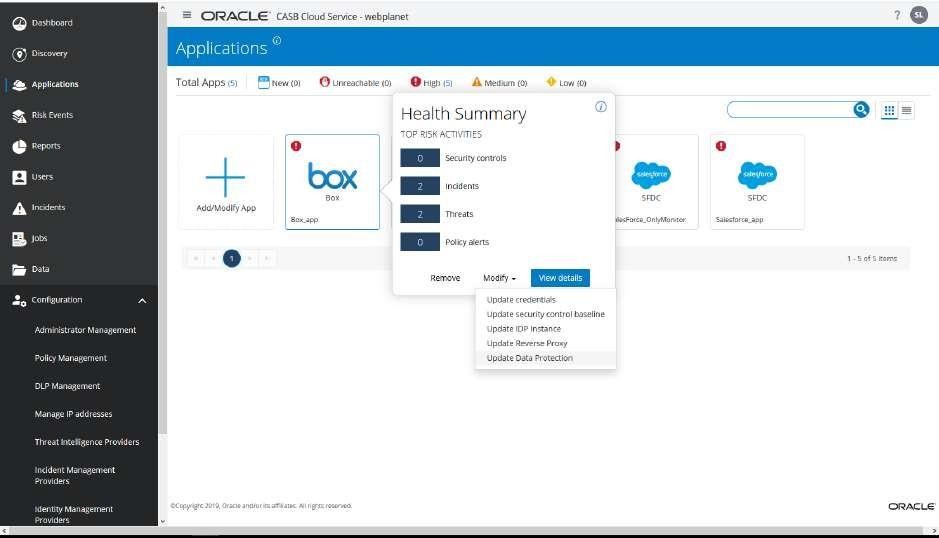 Dashboard
Discovery
Applications
Risk Events
Reports
Users
Incidents
Jobs
Data
Configuration
Administrator Management
Policy Management
DLP Management
Manage IP addresses
Threat Intelligence Providers
Incident Management
Providers
Identity Management
Providers
ORACLE CASB Cloud Service - webplanet
? SL
Applications
Total Apps (5) New (0) Unreachable (0) High (5) Medium (0) Low (0)
Add/Modify App
box
Box
Box_app
Health Summary
TOP RISK ACTIVITIES
0 Security controls
2 Incidents
2 Threats
0 Policy alerts
Remove Modify View details
Update credentials
Update security control baseline
Update IDP Instance
Update Reverse Proxy
Update Data Protection
salesforce
SFDC
lesForce_OnlyMonitor
salesforce
SFDC
Salesforce_app
1
1 - 5 of 5 items
©Copyright 2019, Oracle and/or its affiliates. All rights reserved.
ORACLE